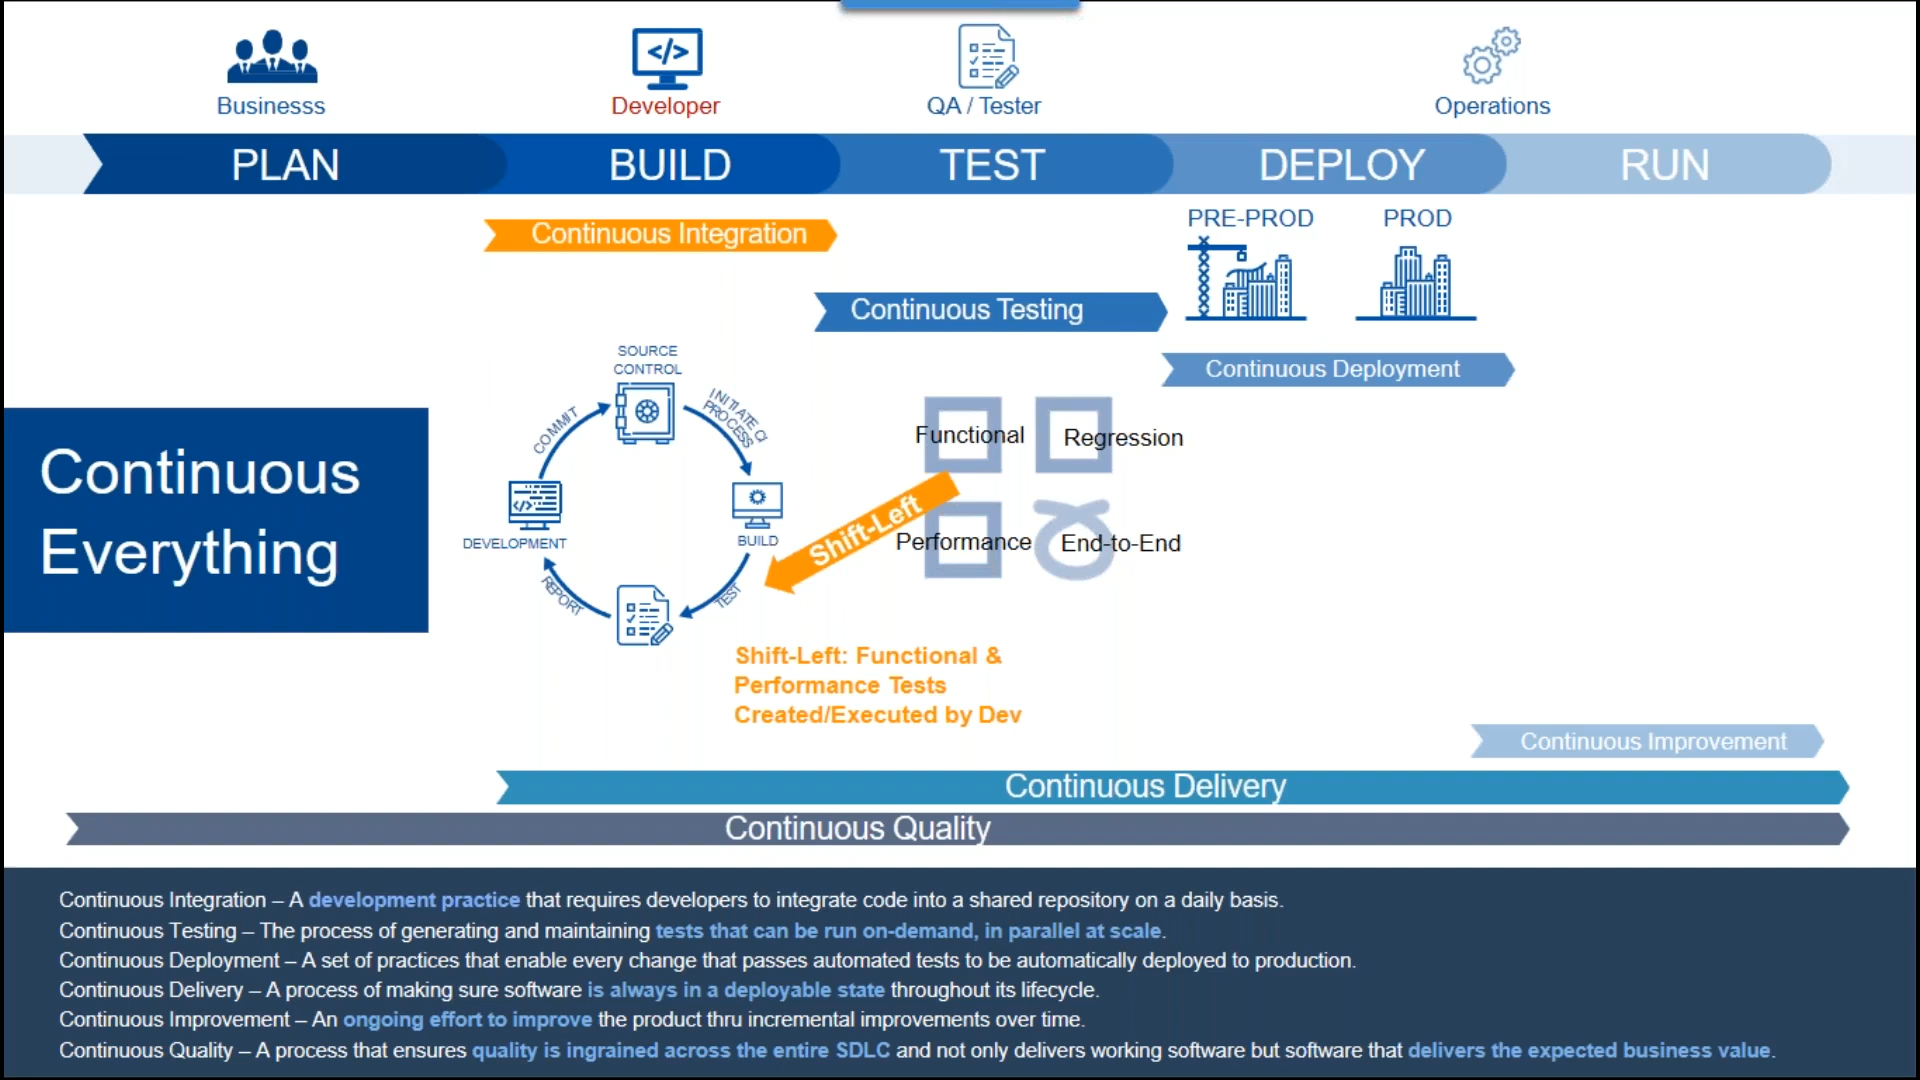 Businesss
Developer
QA / Tester
Operations
PLAN
BUILD
TEST
DEPLOY
RUN
Continuous Integration
PRE-PROD
PROD
Continuous Testing
Continuous Deployment
SOURCE
CONTROL
COMMIT
INITIATE CI
PROCESS
DEVELOPMENT
BUILD
REPORT
TEST
Functional
Regression
Shift-Left
Performance
End-to-End
Continuous
Everything
Shift-Left: Functional &
Performance Tests
Created/Executed by Dev
Continuous Improvement
Continuous Delivery
Continuous Quality
Continuous Integration – A development practice that requires developers to integrate code into a shared repository on a daily basis.
Continuous Testing – The process of generating and maintaining tests that can be run on-demand, in parallel at scale.
Continuous Deployment – A set of practices that enable every change that passes automated tests to be automatically deployed to production.
Continuous Delivery – A process of making sure software is always in a deployable state throughout its lifecycle.
Continuous Improvement – An ongoing effort to improve the product thru incremental improvements over time.
Continuous Quality – A process that ensures quality is ingrained across the entire SDLC and not only delivers working software but software that delivers the expected business value.